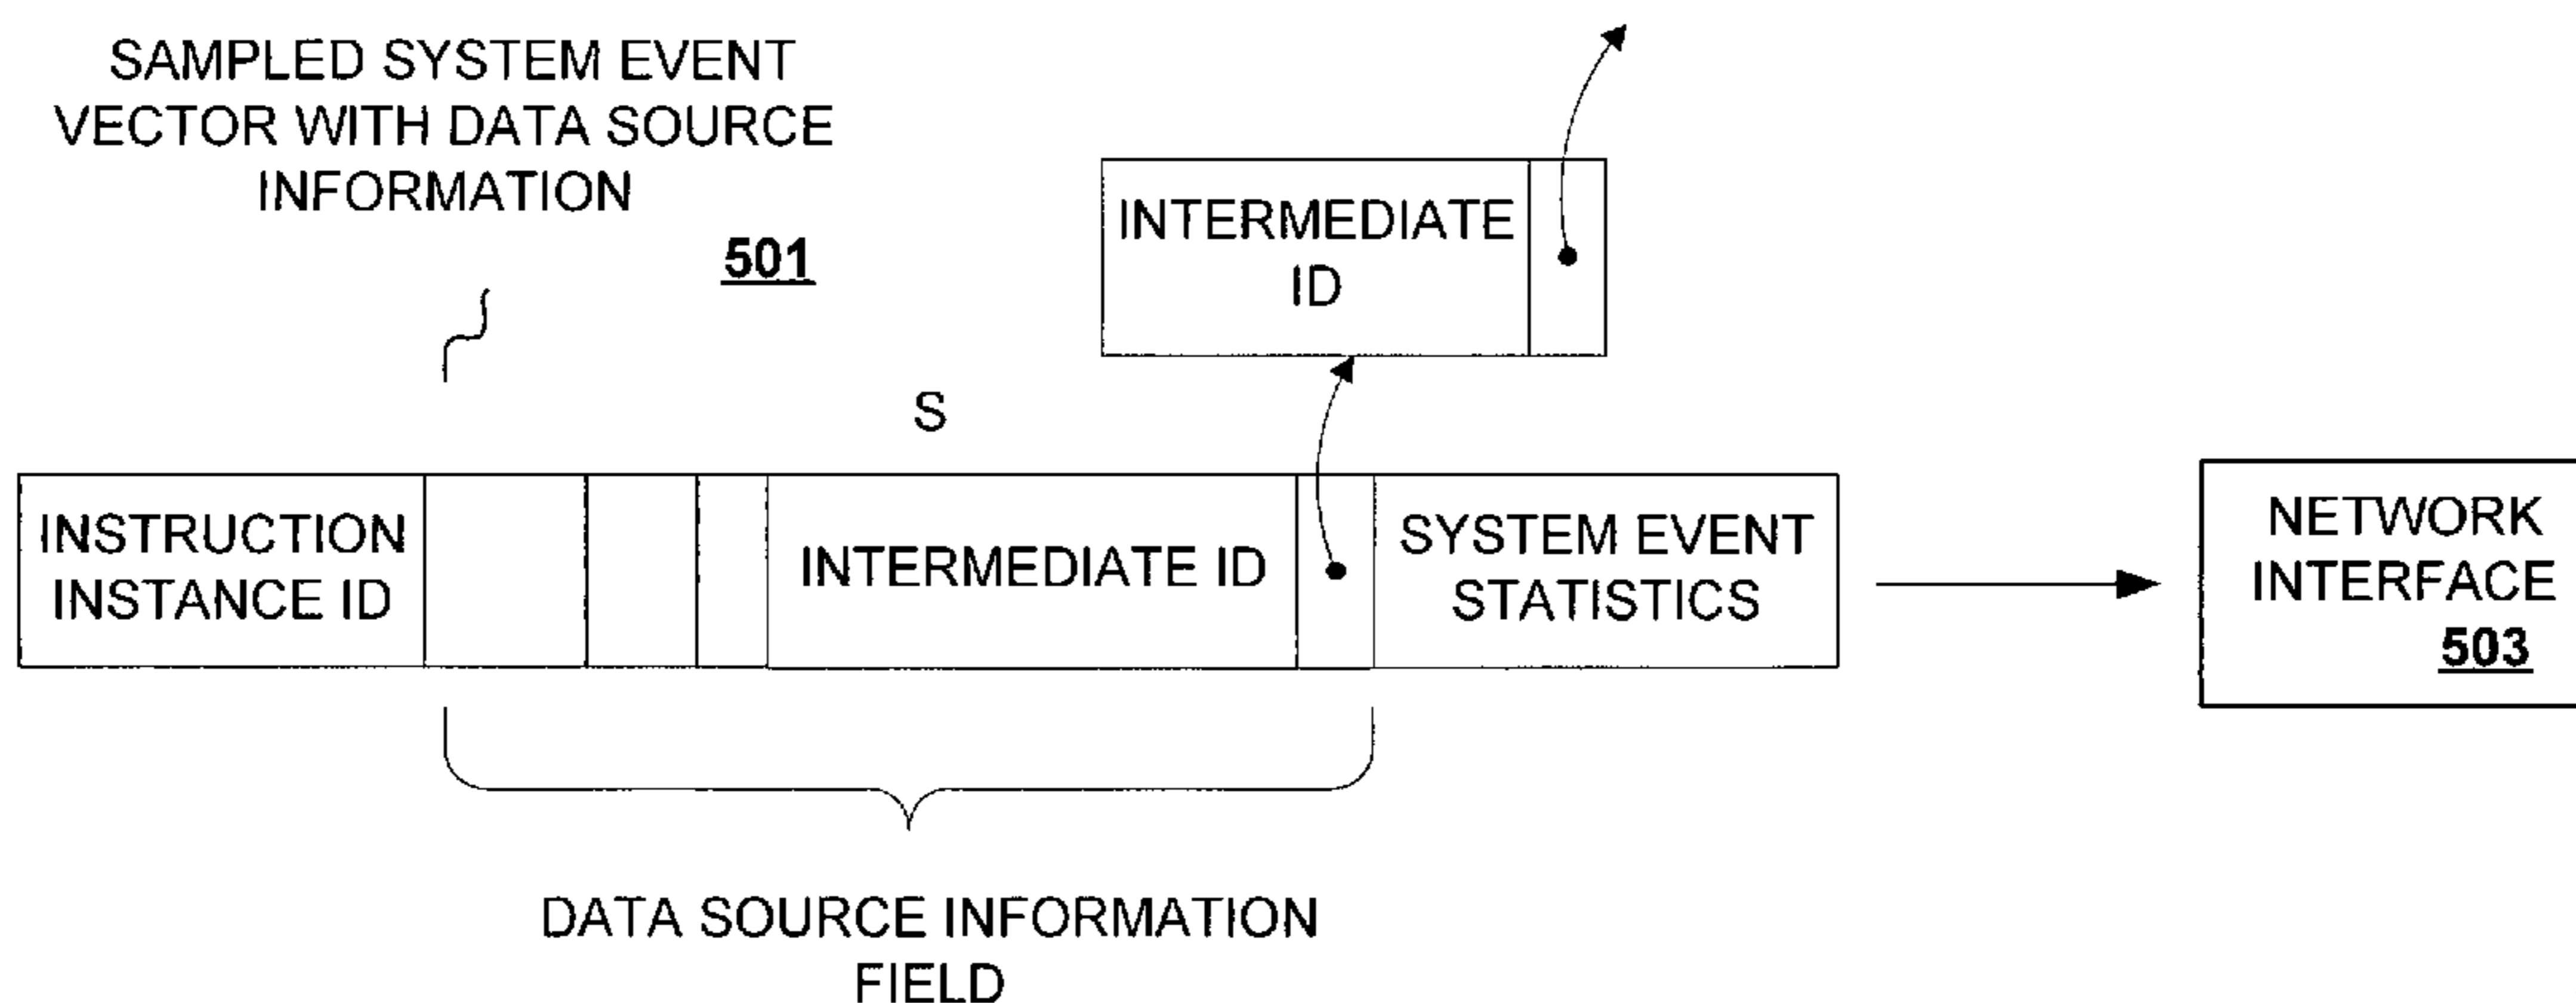 SAMPLED SYSTEM EVENT
VECTOR WITH DATA SOURCE
INFORMATION
501
INTERMEDIATE
ID
S
INSTRUCTION
INSTANCE ID
INTERMEDIATE ID
SYSTEM EVENT
STATISTICS
NETWORK
INTERFACE
503
DATA SOURCE INFORMATION
FIELD